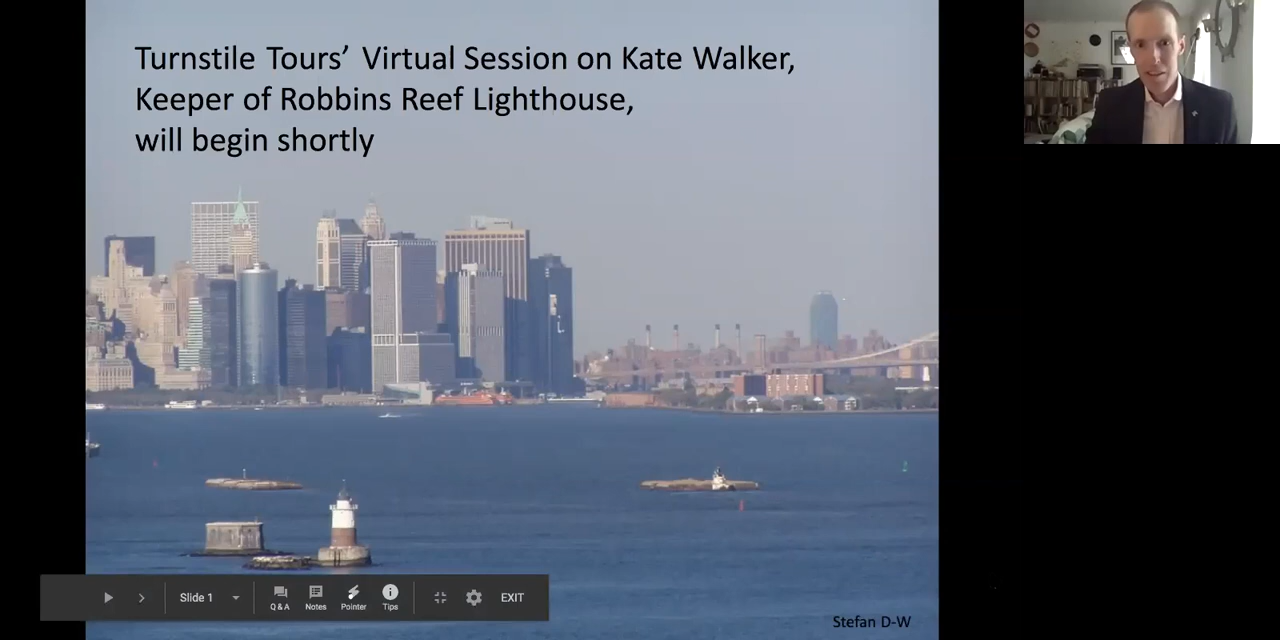 Turnstile Tours’ Virtual Session on Kate Walker,
Keeper of Robbins Reef Lighthouse,
will begin shortly
Slide 1
Q & A
Notes
Pointer
Tips
EXIT
Stefan D-W